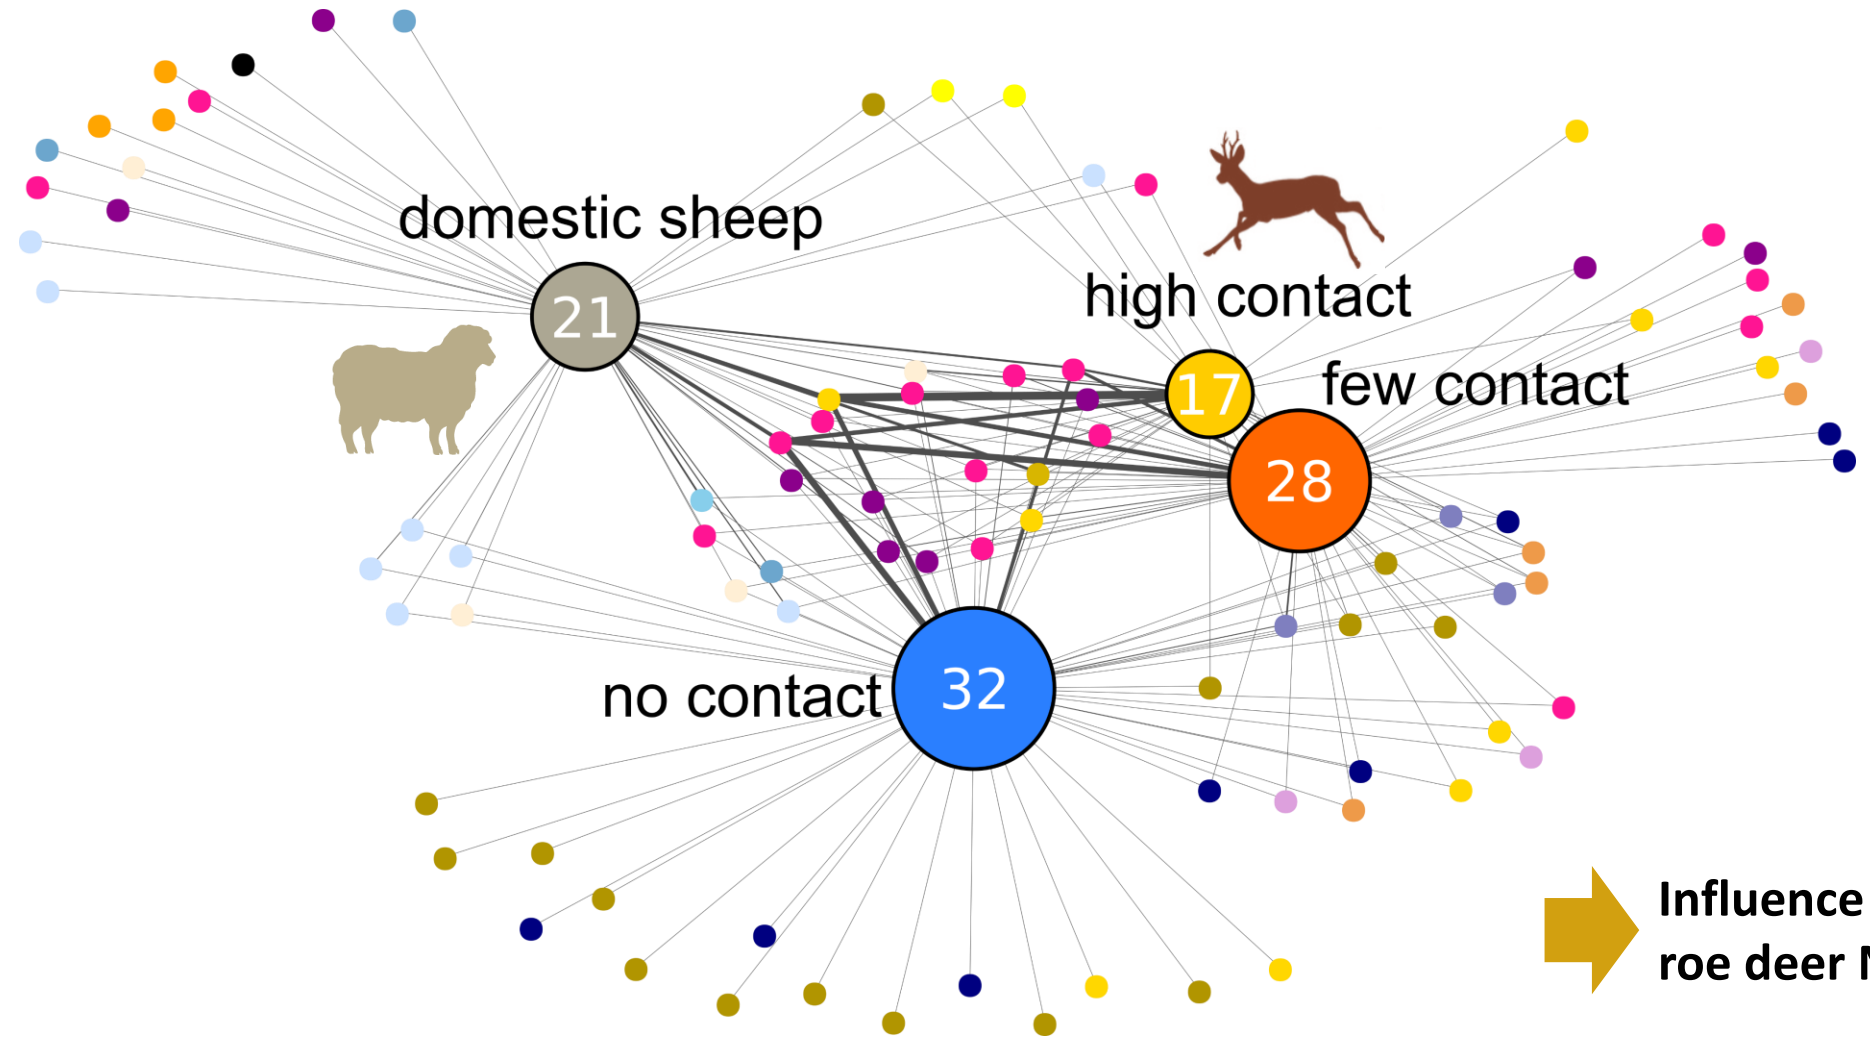 domestic sheep
21
high contact
17
few contact
28
no contact
32
Influence
roe deer